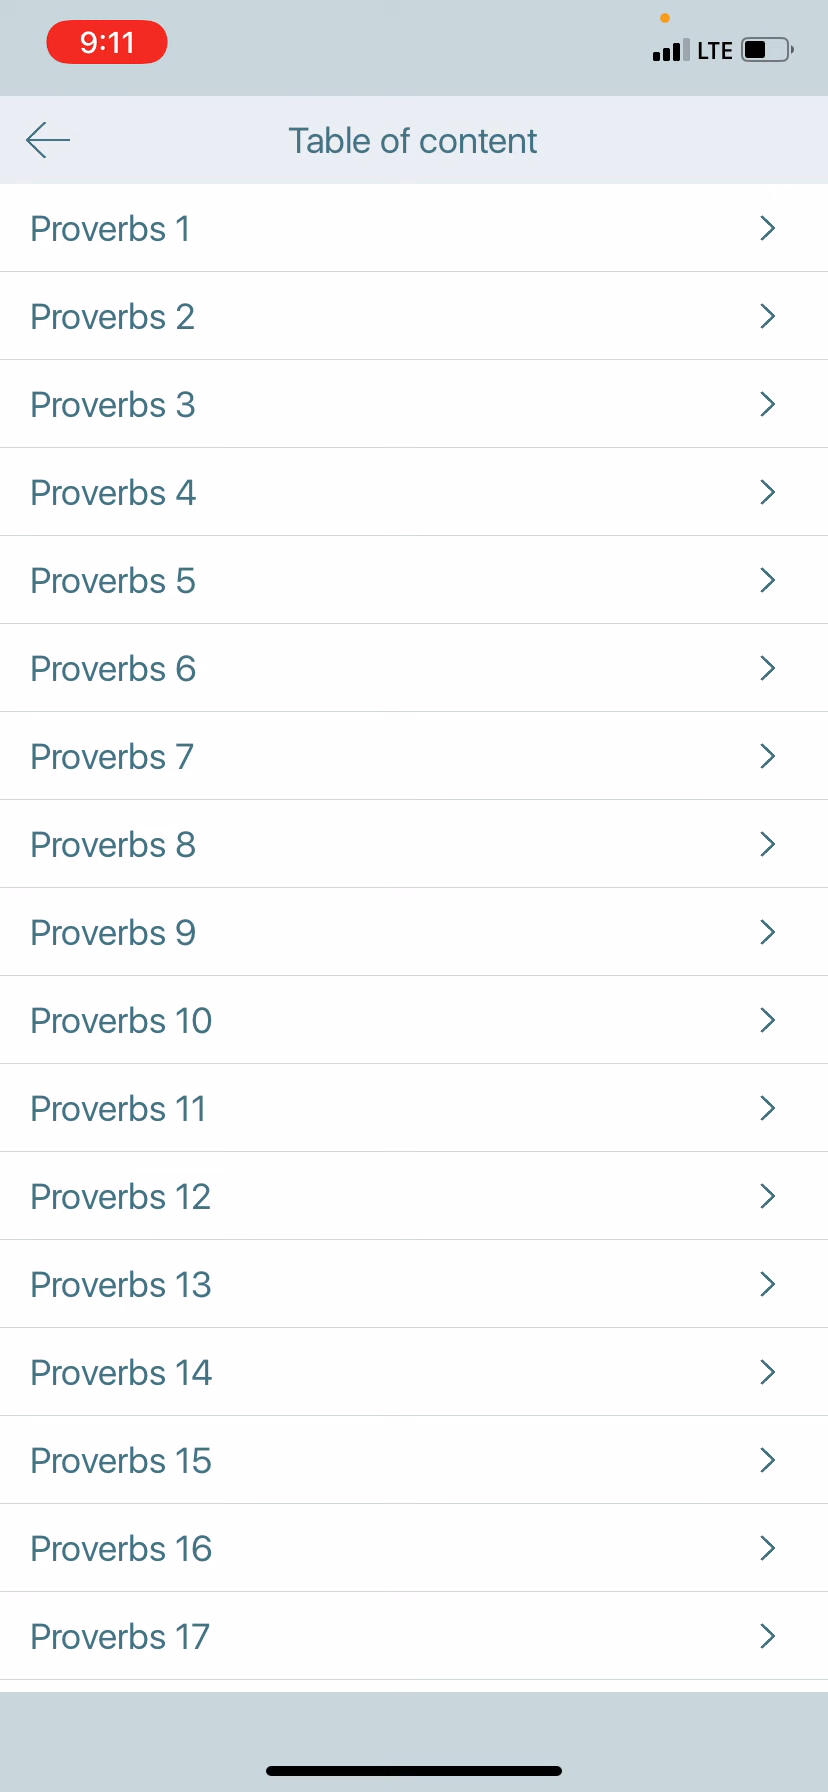 9:11
LTE
Table of content
Proverbs 1
Proverbs 2
Proverbs 3
Proverbs 4
Proverbs 5
Proverbs 6
Proverbs 7
Proverbs 8
Proverbs 9
Proverbs 10
Proverbs 11
Proverbs 12
Proverbs 13
Proverbs 14
Proverbs 15
Proverbs 16
Proverbs 17